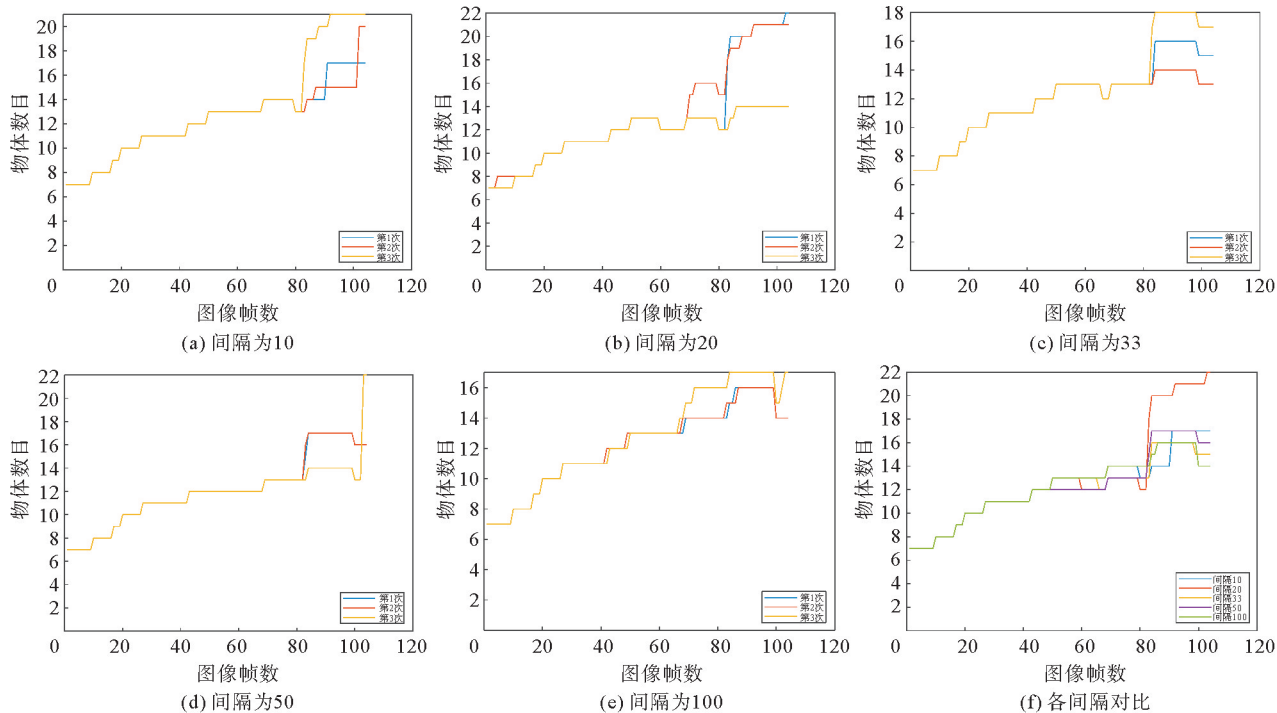 20
18
16
14
12
10
8
6
4
2
0 20 40 60 80 100 120
物体数目
第1次
第2次
第3次
图像帧数
(a) 间隔为10
22
20
18
16
14
12
10
8
6
4
2
0 20 40 60 80 100 120
物体数目
第1次
第2次
第3次
图像帧数
(b) 间隔为20
18
16
14
12
10
8
6
4
2
0 20 40 60 80 100 120
物体数目
第1次
第2次
第3次
图像帧数
(c) 间隔为33
22
20
18
16
14
12
10
8
6
4
2
0 20 40 60 80 100 120
物体数目
第1次
第2次
第3次
图像帧数
(d) 间隔为50
16
14
12
10
8
6
4
2
0 20 40 60 80 100 120
物体数目
第1次
第2次
第3次
图像帧数
(e) 间隔为100
22
20
18
16
14
12
10
8
6
4
2
0 20 40 60 80 100 120
物体数目
间隔10
间隔20
间隔33
间隔50
间隔100
图像帧数
(f) 各间隔对比